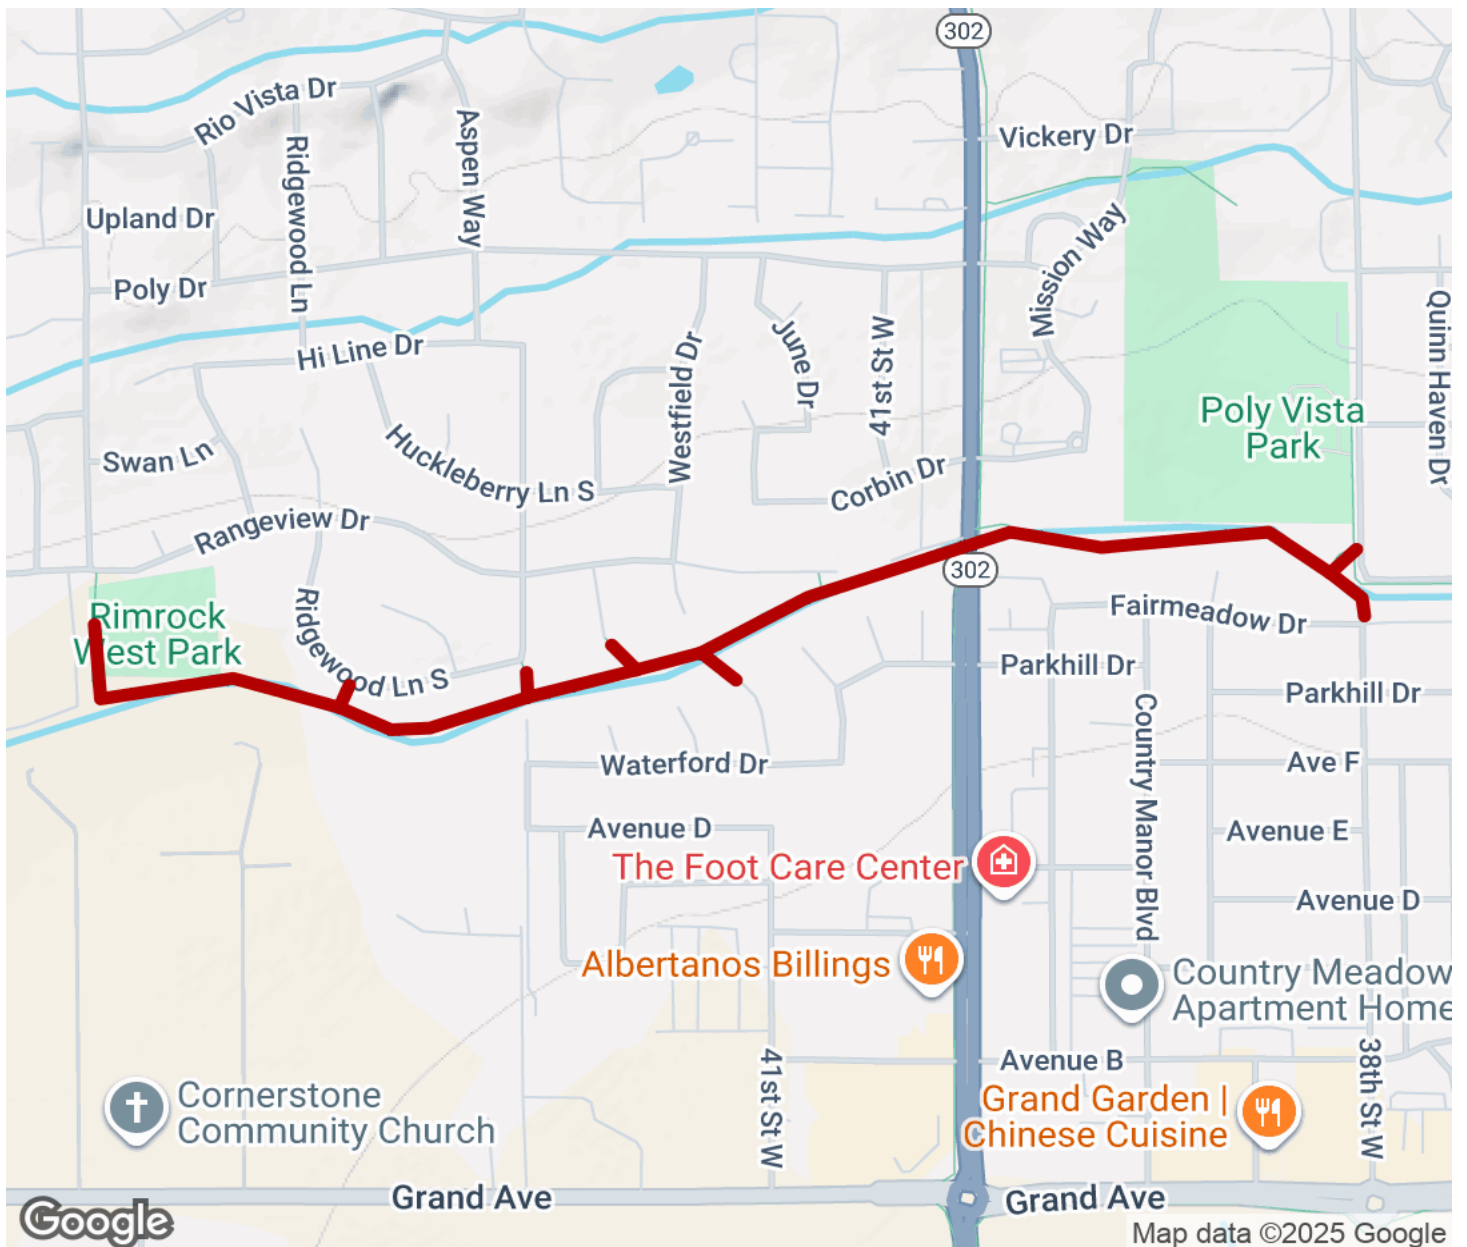 302
Rio Vista Dr
Aspen Way
Vickery Dr
Ridgewood Ln
Upland Dr
Mission Way
Poly Dr
Quinn Haven Dr
Hi Line Dr
June Dr
41st St W
Westfield Dr
Poly Vista
Park
Swan Ln
Huckleberry Ln S
Corbin Dr
Rangeview Dr
302
Rimrock
West Park
Fairmeadow Dr
Ridgewood Ln S
Parkhill Dr
Parkhill Dr
Country Manor Blvd
Waterford Dr
Ave F
Avenue D
Avenue E
The Foot Care Center
Avenue D
Albertanos Billings
Country Meadow
Apartment Home
Avenue B
41st St W
38th St W
Cornerstone
Community Church
Grand Garden |
Chinese Cuisine
Grand Ave
Grand Ave
Google
Map data ©2025 Google